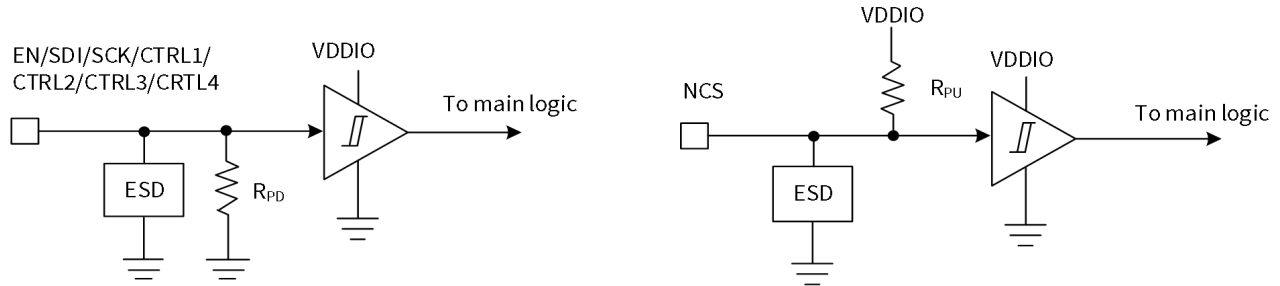 EN/SDI/SCK/CTRL1/
CTRL2/CTRL3/CRTL4
VDDIO
To main logic
ESD
RPD
VDDIO
NCS
RPU
VDDIO
To main logic
ESD